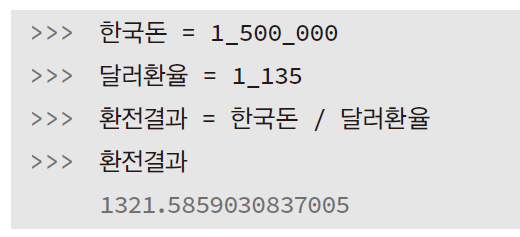 >>> 한국돈 = 1_500_000
>>> 달러환율 = 1_135
>>> 환전결과 = 한국돈 / 달러환율
>>> 환전결과
1321.5859030837005